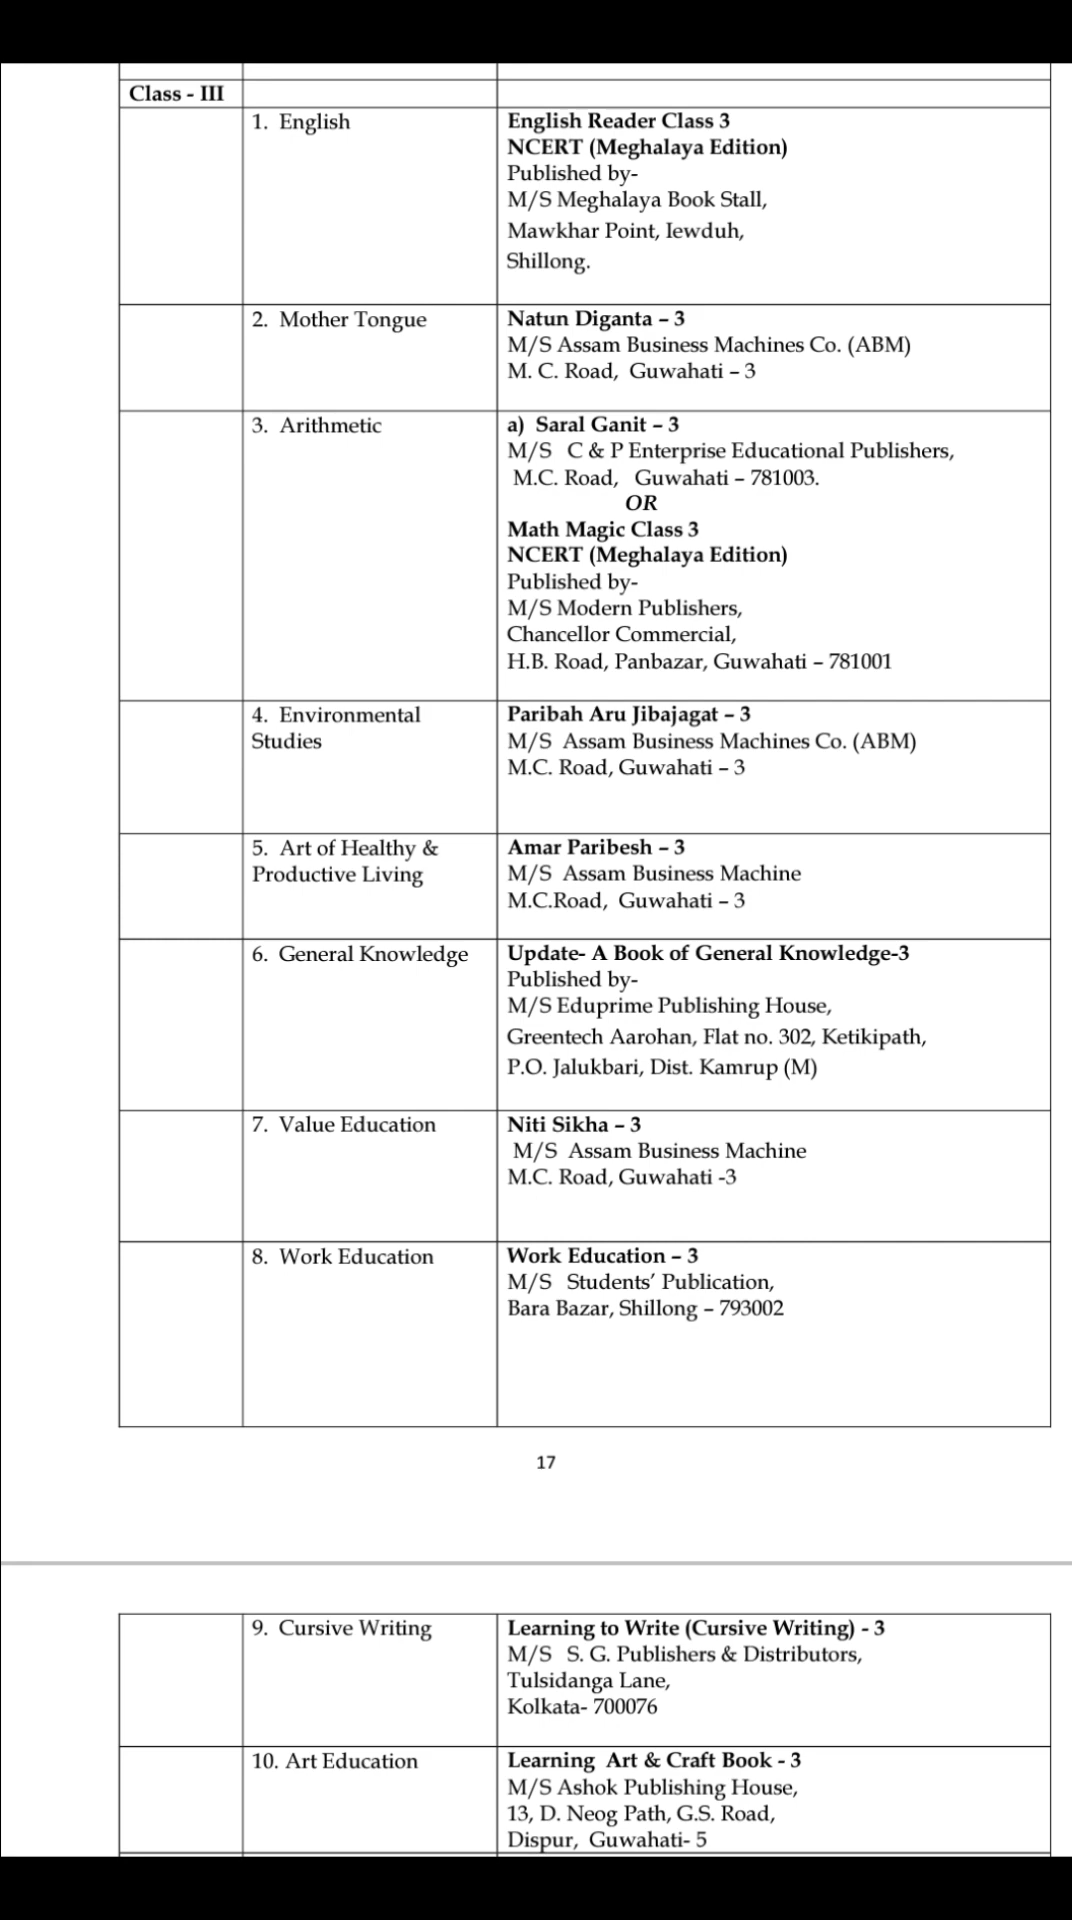 Class - III
1. English
English Reader Class 3
NCERT (Meghalaya Edition)
Published by-
M/S Meghalaya Book Stall,
Mawkhar Point, Iewduh,
Shillong.
2. Mother Tongue
Natun Diganta – 3
M/S Assam Business Machines Co. (ABM)
M. C. Road, Guwahati – 3
3. Arithmetic
a) Saral Ganit – 3
M/S C & P Enterprise Educational Publishers,
M.C. Road, Guwahati – 781003.
OR
Math Magic Class 3
NCERT (Meghalaya Edition)
Published by-
M/S Modern Publishers,
Chancellor Commercial,
H.B. Road, Panbazar, Guwahati – 781001
4. Environmental
Studies
Paribah Aru Jibajagat – 3
M/S Assam Business Machines Co. (ABM)
M.C. Road, Guwahati – 3
5. Art of Healthy &
Productive Living
Amar Paribesh – 3
M/S Assam Business Machine
M.C.Road, Guwahati – 3
6. General Knowledge
Update- A Book of General Knowledge-3
Published by-
M/S Eduprime Publishing House,
Greentech Aarohan, Flat no. 302, Ketikipath,
P.O. Jalukbari, Dist. Kamrup (M)
7. Value Education
Niti Sikha – 3
M/S Assam Business Machine
M.C. Road, Guwahati -3
8. Work Education
Work Education – 3
M/S Students’ Publication,
Bara Bazar, Shillong – 793002
17
9. Cursive Writing
Learning to Write (Cursive Writing) - 3
M/S S. G. Publishers & Distributors,
Tulsidanga Lane,
Kolkata- 700076
10. Art Education
Learning Art & Craft Book - 3
M/S Ashok Publishing House,
13, D. Neog Path, G.S. Road,
Dispur, Guwahati- 5